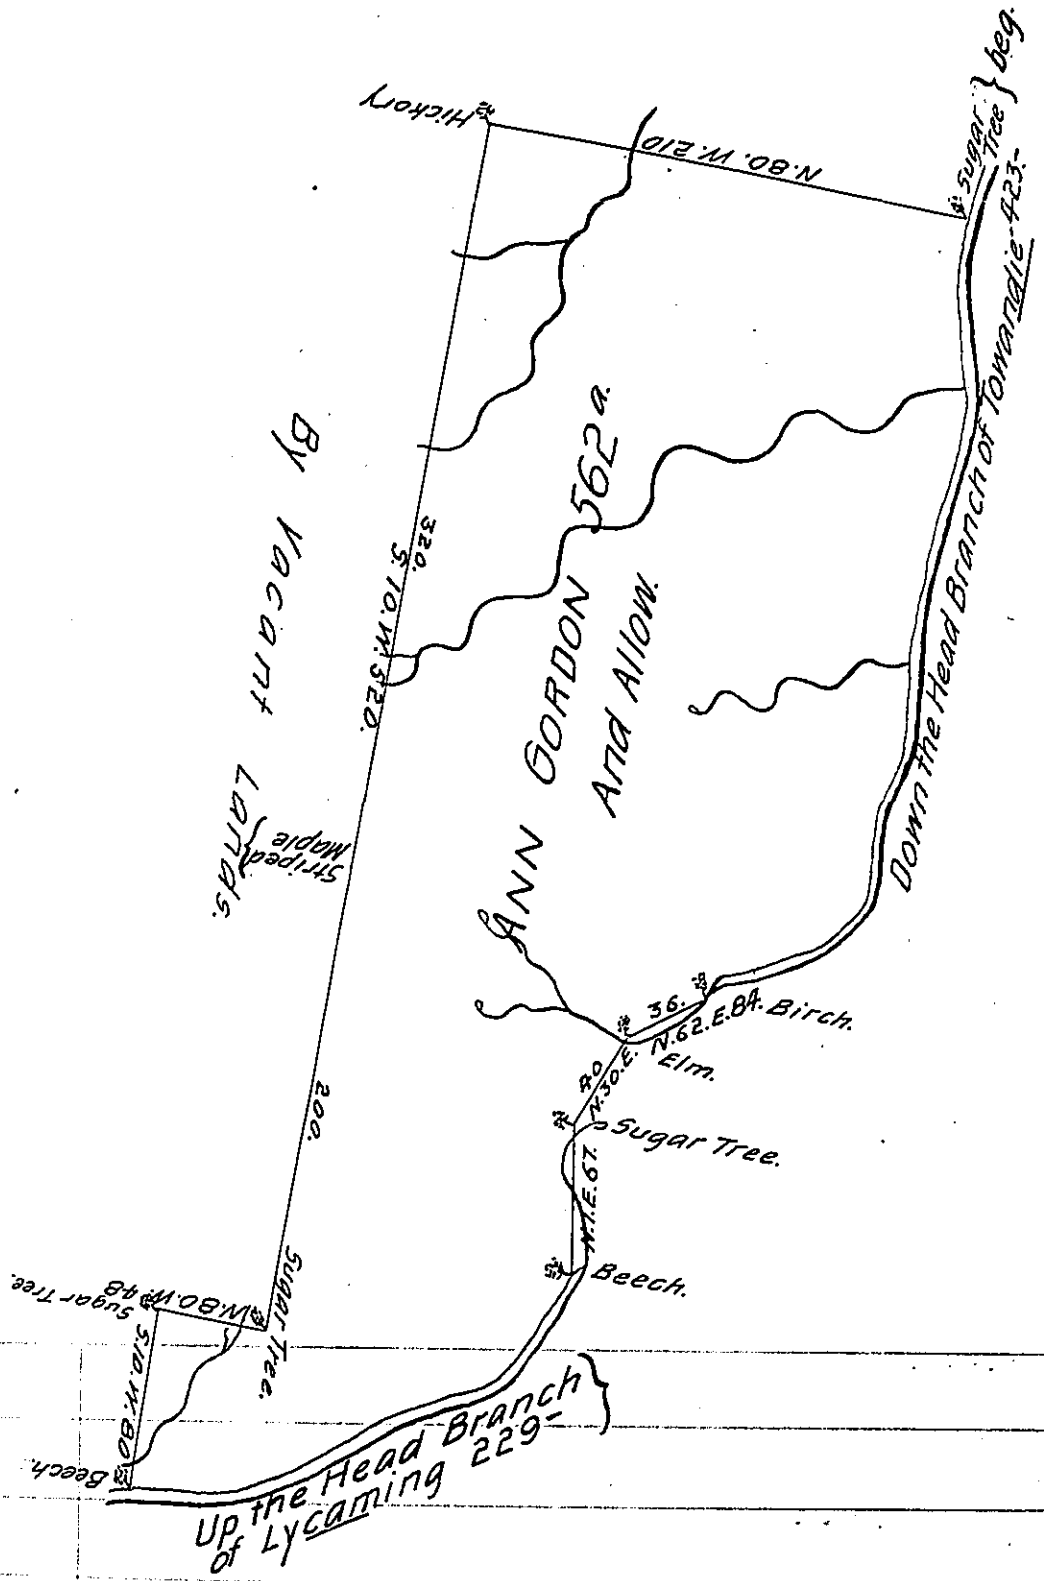 Sugar
Tree } beg.
N.80.W.210
Hickory
320.
S.10.W.520.
Striped
Maple
200.
Sugar Tree.
N.80.W.
48
Sugar Tree.
S.10.W.80
Beech.
Up the Head Branch
of Lycaming 229-
Beech.
N.1.E.67.
Sugar Tree.
40
N.30.E.
Elm.
36.
N.62.E.84.
Birch.
Down the Head Branch of Towandie 423.-
ANN GORDON 562 a.
And Allow.
By Vacant Lands.